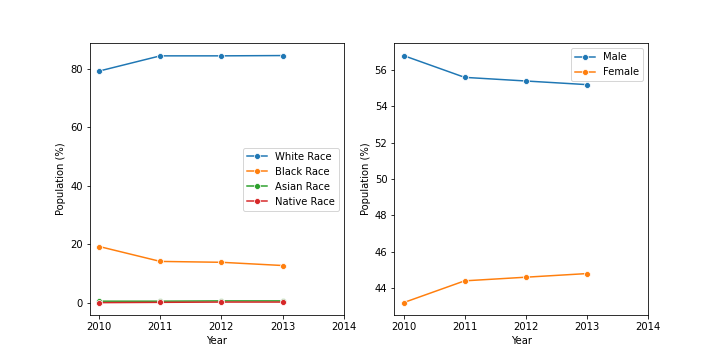 80
60
40
20
0
Population (%)
White Race
Black Race
Asian Race
Native Race
2010 2011 2012 2013 2014
Year
56
54
52
50
48
46
44
Population (%)
Male
Female
2010 2011 2012 2013 2014
Year